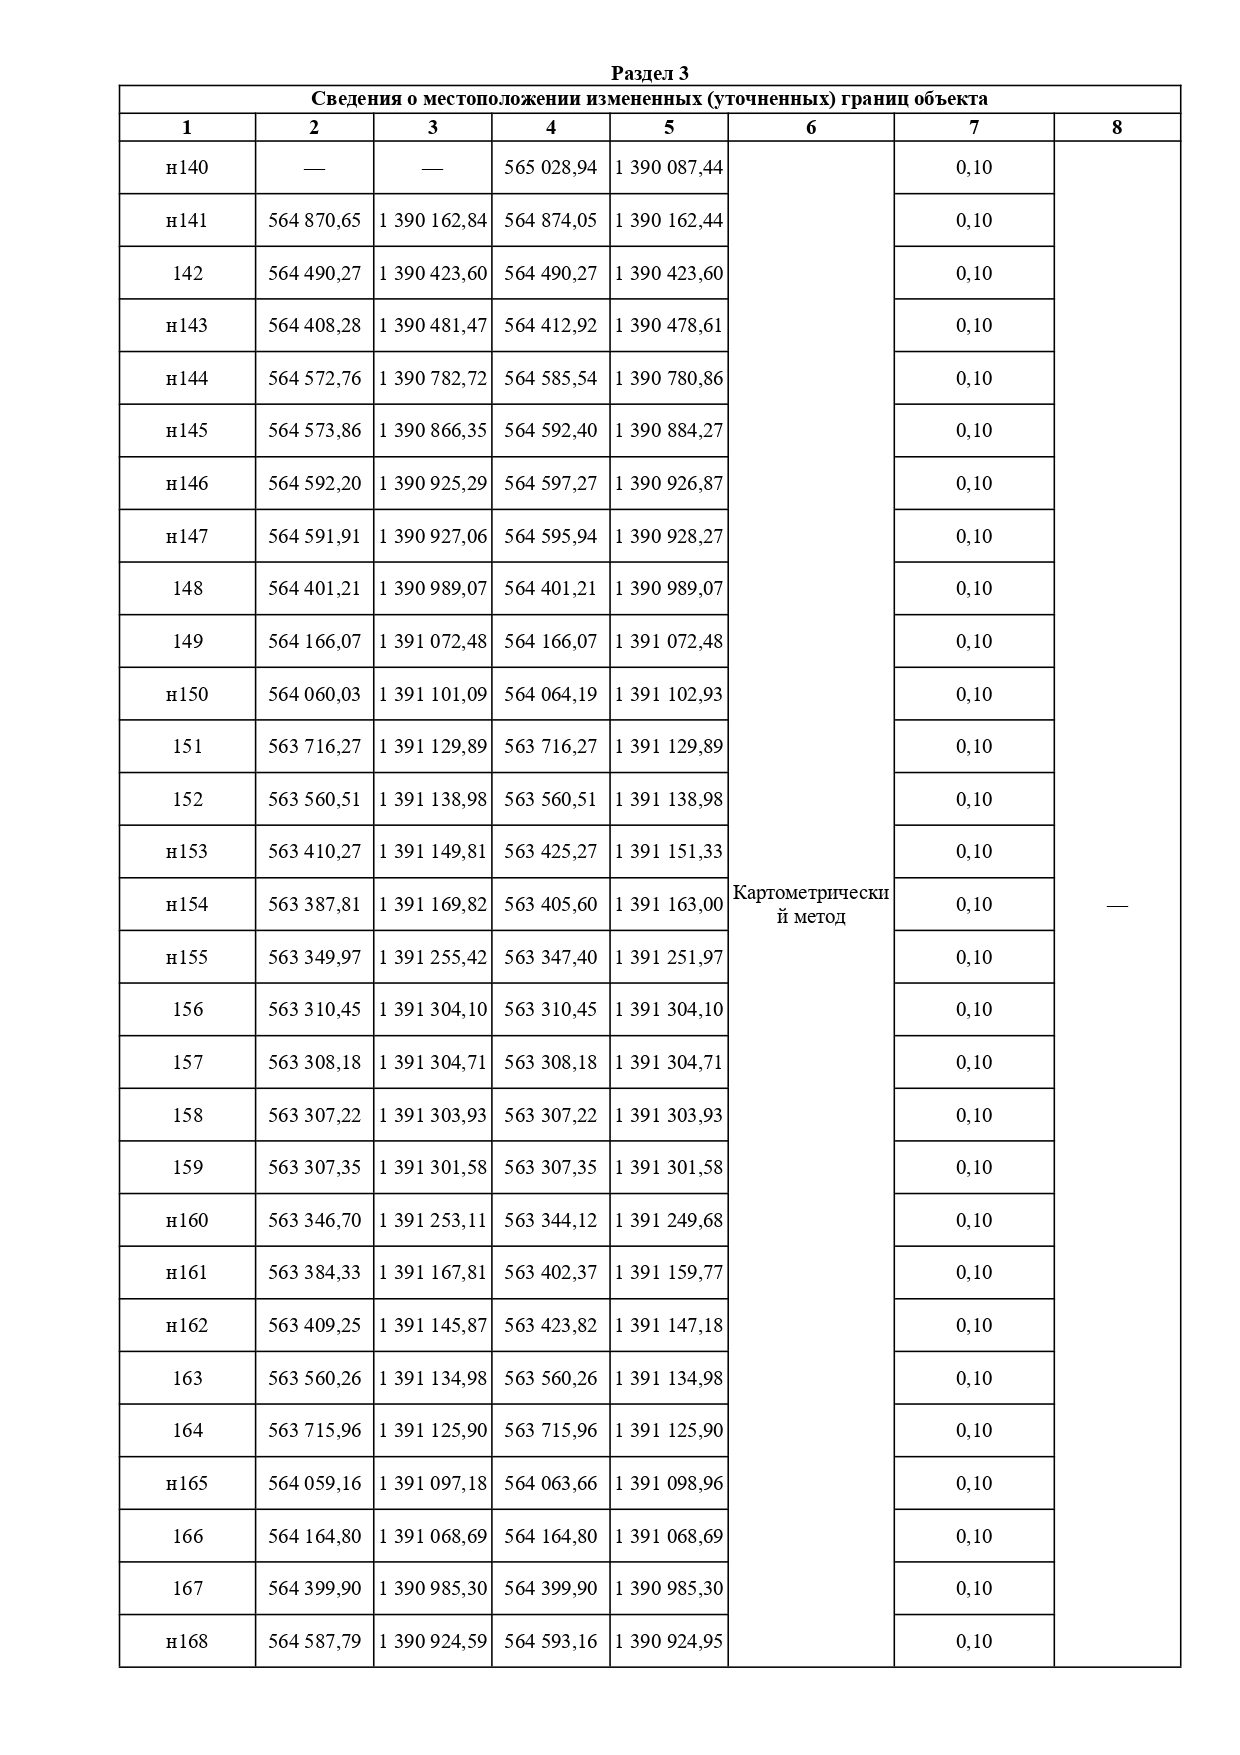 Раздел 3
Сведения о местоположении измененных (уточненных) границ объекта
1 2 3 4 5 6 7 8
н140 — — 565 028,94 1 390 087,44 0,10
н141 564 870,65 1 390 162,84 564 874,05 1 390 162,44 0,10
142 564 490,27 1 390 423,60 564 490,27 1 390 423,60 0,10
н143 564 408,28 1 390 481,47 564 412,92 1 390 478,61 0,10
н144 564 572,76 1 390 782,72 564 585,54 1 390 780,86 0,10
н145 564 573,86 1 390 866,35 564 592,40 1 390 884,27 0,10
н146 564 592,20 1 390 925,29 564 597,27 1 390 926,87 0,10
н147 564 591,91 1 390 927,06 564 595,94 1 390 928,27 0,10
148 564 401,21 1 390 989,07 564 401,21 1 390 989,07 0,10
149 564 166,07 1 391 072,48 564 166,07 1 391 072,48 0,10
н150 564 060,03 1 391 101,09 564 064,19 1 391 102,93 0,10
151 563 716,27 1 391 129,89 563 716,27 1 391 129,89 0,10
152 563 560,51 1 391 138,98 563 560,51 1 391 138,98 0,10
н153 563 410,27 1 391 149,81 563 425,27 1 391 151,33 0,10
н154 563 387,81 1 391 169,82 563 405,60 1 391 163,00 Картометрически 0,10 —
й метод
н155 563 349,97 1 391 255,42 563 347,40 1 391 251,97 0,10
156 563 310,45 1 391 304,10 563 310,45 1 391 304,10 0,10
157 563 308,18 1 391 304,71 563 308,18 1 391 304,71 0,10
158 563 307,22 1 391 303,93 563 307,22 1 391 303,93 0,10
159 563 307,35 1 391 301,58 563 307,35 1 391 301,58 0,10
н160 563 346,70 1 391 253,11 563 344,12 1 391 249,68 0,10
н161 563 384,33 1 391 167,81 563 402,37 1 391 159,77 0,10
н162 563 409,25 1 391 145,87 563 423,82 1 391 147,18 0,10
163 563 560,26 1 391 134,98 563 560,26 1 391 134,98 0,10
164 563 715,96 1 391 125,90 563 715,96 1 391 125,90 0,10
н165 564 059,16 1 391 097,18 564 063,66 1 391 098,96 0,10
166 564 164,80 1 391 068,69 564 164,80 1 391 068,69 0,10
167 564 399,90 1 390 985,30 564 399,90 1 390 985,30 0,10
н168 564 587,79 1 390 924,59 564 593,16 1 390 924,95 0,10